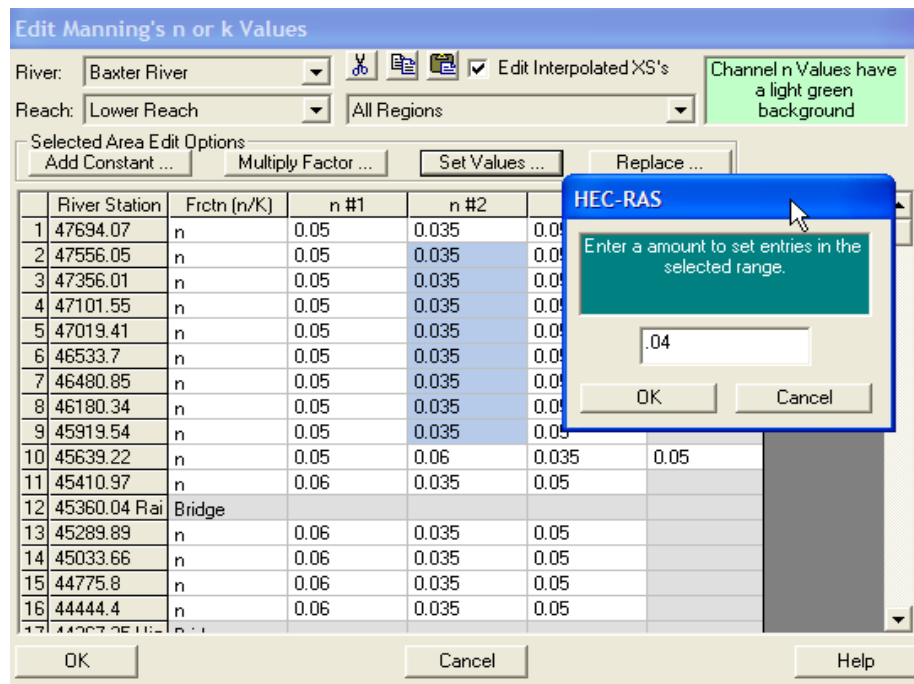 Edit Manning's n or k Values
River: Baxter River Edit Interpolated XS's
Channel n Values have
a light green
background
Reach: Lower Reach All Regions
Selected Area Edit Options
Add Constant ... Multiply Factor ... Set Values ... Replace ...
River Station Frctn (n/K) n #1 n #2
1 47694.07 n 0.05 0.035
2 47556.05 n 0.05 0.035
3 47356.01 n 0.05 0.035
4 47101.55 n 0.05 0.035
5 47019.41 n 0.05 0.035
6 46533.7 n 0.05 0.035
7 46480.85 n 0.05 0.035
8 46180.34 n 0.05 0.035
9 45919.54 n 0.05 0.035 0.05
10 45639.22 n 0.05 0.06 0.035 0.05
11 45410.97 n 0.06 0.035 0.05
12 45360.04 Rai Bridge
13 45289.89 n 0.06 0.035 0.05
14 45033.66 n 0.06 0.035 0.05
15 44775.8 n 0.06 0.035 0.05
16 44444.4 n 0.06 0.035 0.05
HEC-RAS
Enter a amount to set entries in the
selected range.
.04
OK Cancel
OK Cancel Help